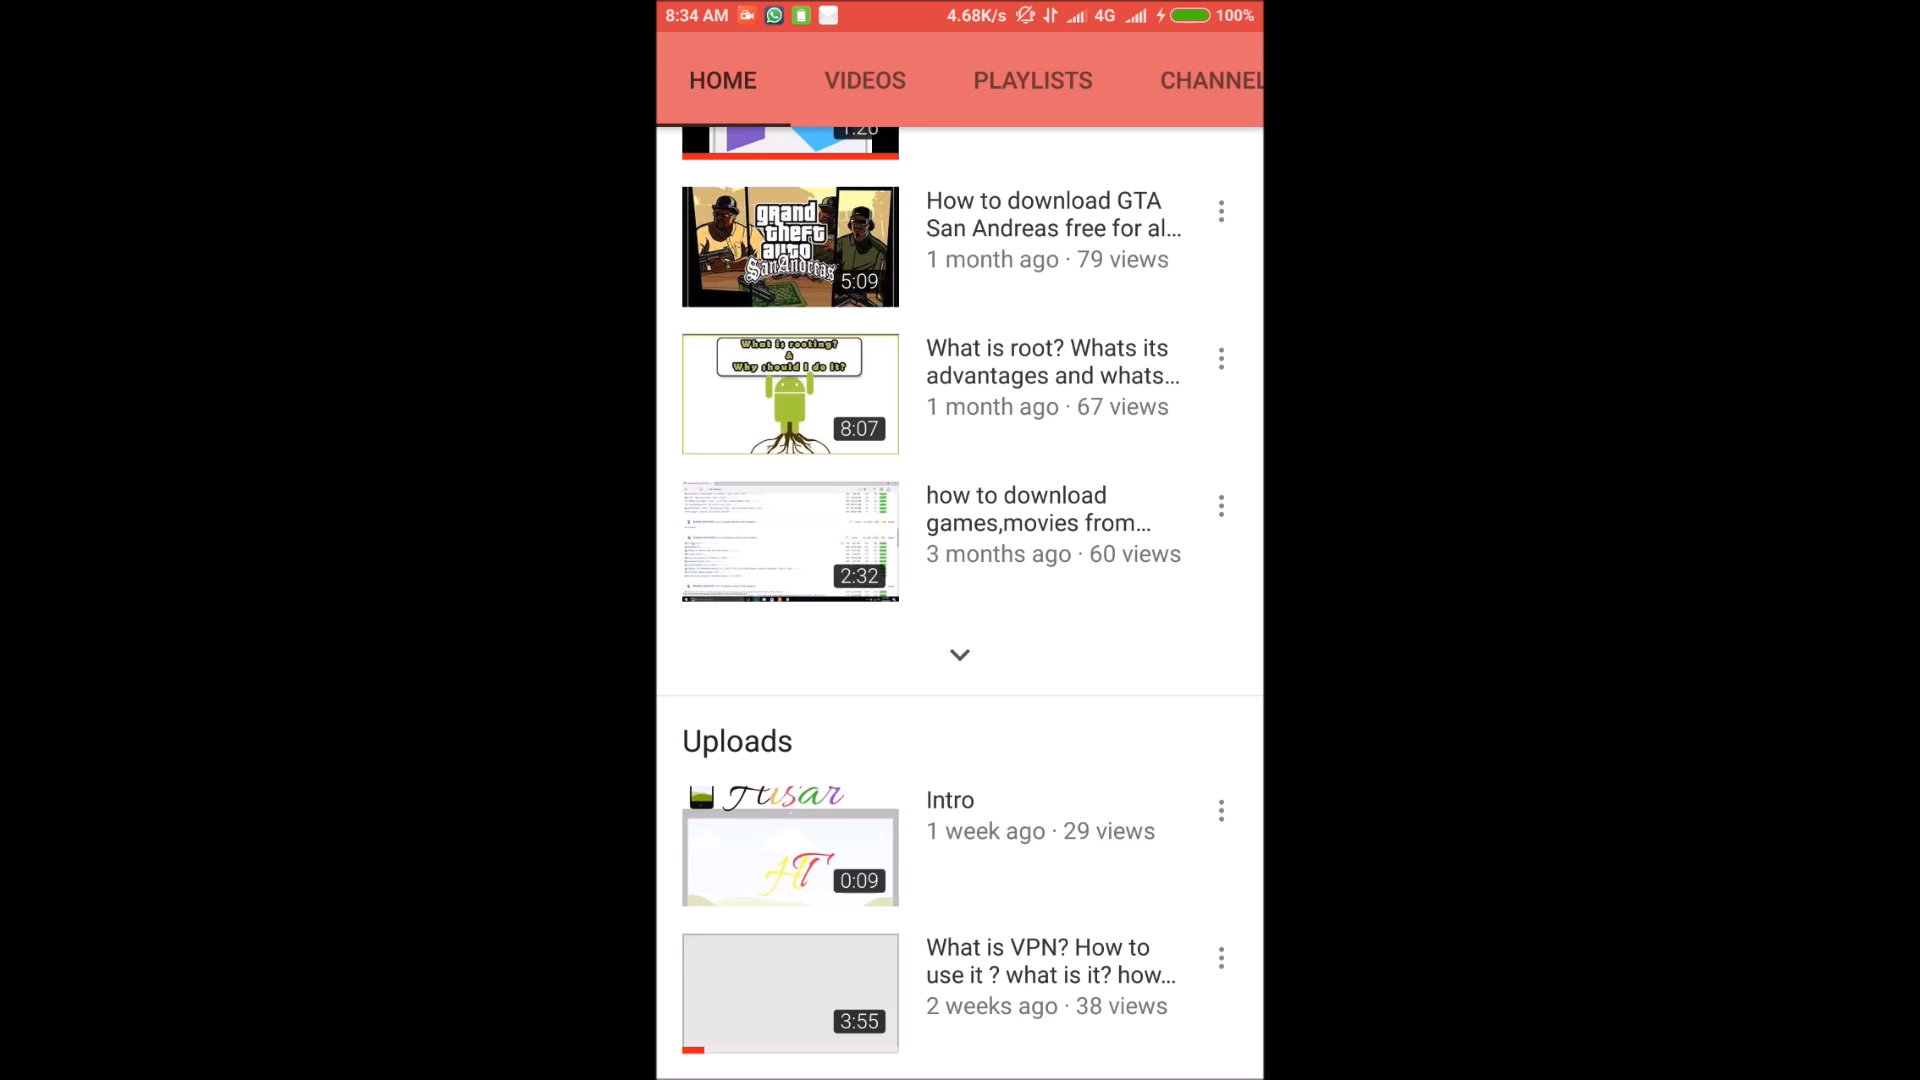 8:34 AM 4.68K/s 4G 100%
HOME VIDEOS PLAYLISTS CHANNEL
1:26
grand
theft
auto
San Andreas
5:09
How to download GTA
San Andreas free for al...
1 month ago · 79 views
What is rooting?
&
Why should I do it?
8:07
What is root? Whats its
advantages and whats...
1 month ago · 67 views
2:32
how to download
games,movies from...
3 months ago · 60 views
Uploads
HT
0:09
Intro
1 week ago · 29 views
3:55
What is VPN? How to
use it ? what is it? how...
2 weeks ago · 38 views